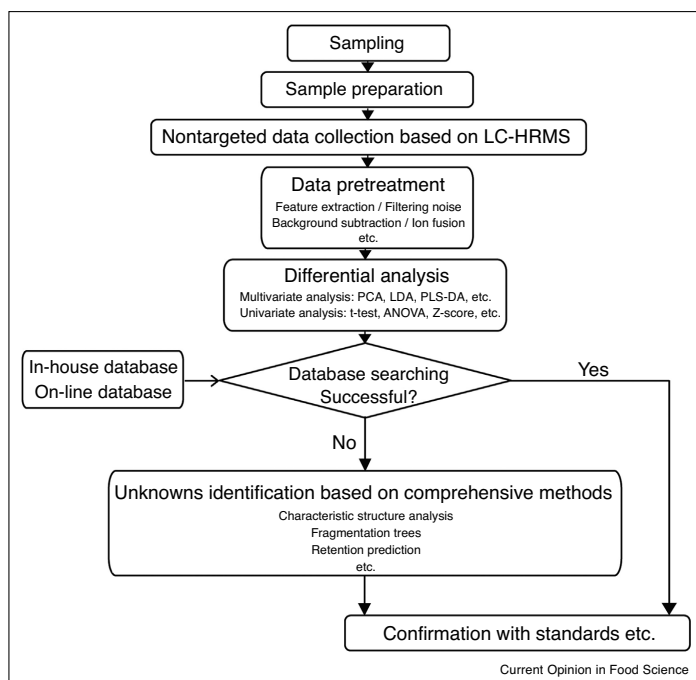 Sampling
Sample preparation
Nontargeted data collection based on LC-HRMS
Data pretreatment
Feature extraction / Filtering noise
Background subtraction / Ion fusion
etc.
Differential analysis
Multivariate analysis: PCA, LDA, PLS-DA, etc.
Univariate analysis: t-test, ANOVA, Z-score, etc.
In-house database
On-line database
Database searching
Successful?
Yes
No
Unknowns identification based on comprehensive methods
Characteristic structure analysis
Fragmentation trees
Retention prediction
etc.
Confirmation with standards etc.
Current Opinion in Food Science